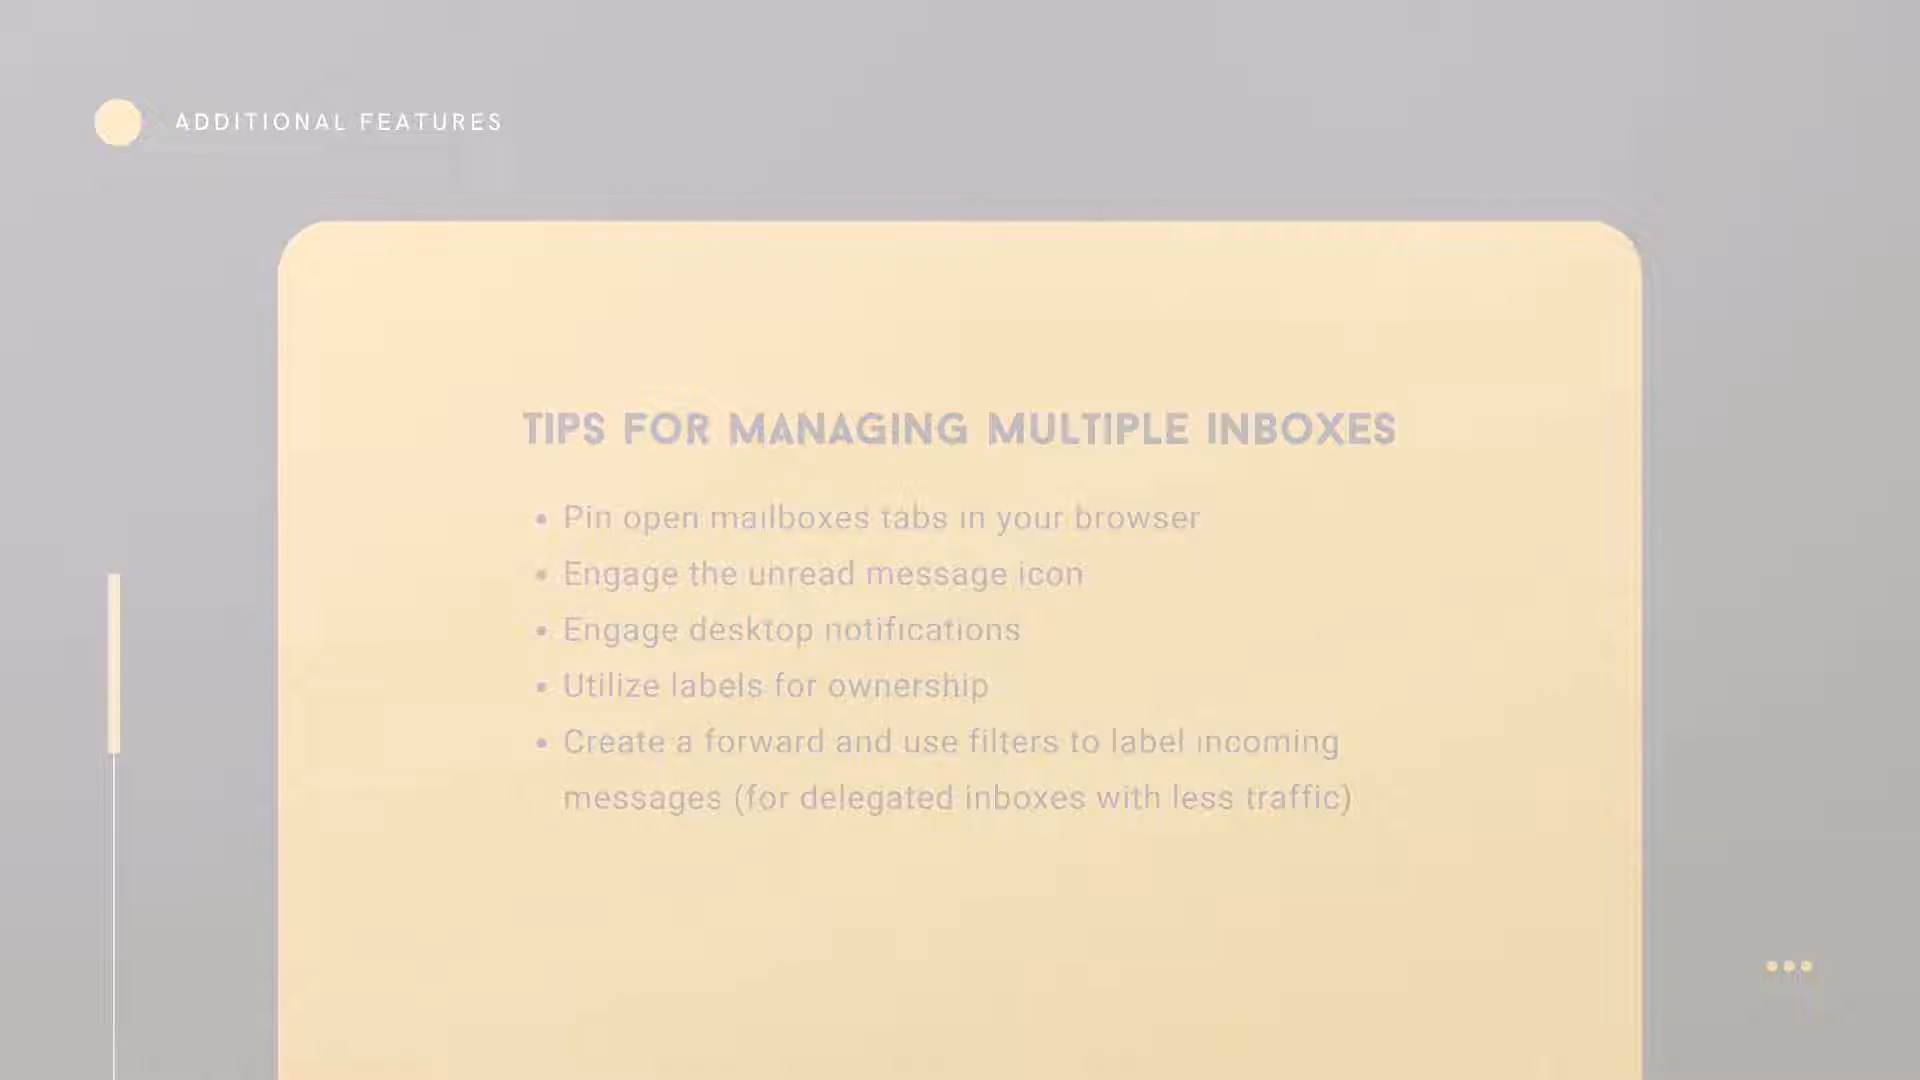 ADDITIONAL FEATURES
TIPS FOR MANAGING MULTIPLE INBOXES
• Pin open mailboxes tabs in your browser
• Engage the unread message icon
• Engage desktop notifications
• Utilize labels for ownership
• Create a forward and use filters to label incoming
messages (for delegated inboxes with less traffic)